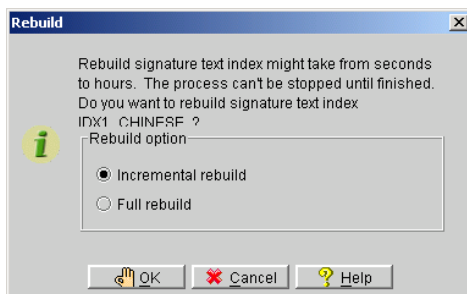 Rebuild
Rebuild signature text index might take from seconds
to hours. The process can't be stopped until finished.
Do you want to rebuild signature text index
IDX1_CHINESE ?
Rebuild option
Incremental rebuild
Full rebuild
OK
Cancel
Help